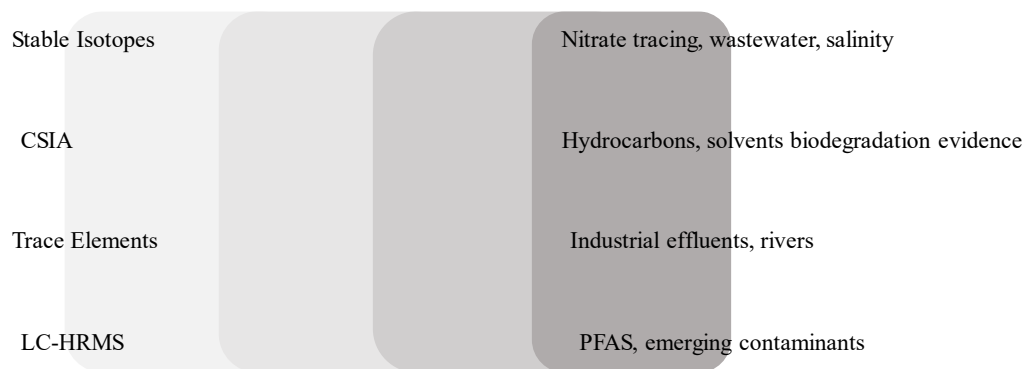 Stable Isotopes
Nitrate tracing, wastewater, salinity
CSIA
Hydrocarbons, solvents biodegradation evidence
Trace Elements
Industrial effluents, rivers
LC-HRMS
PFAS, emerging contaminants